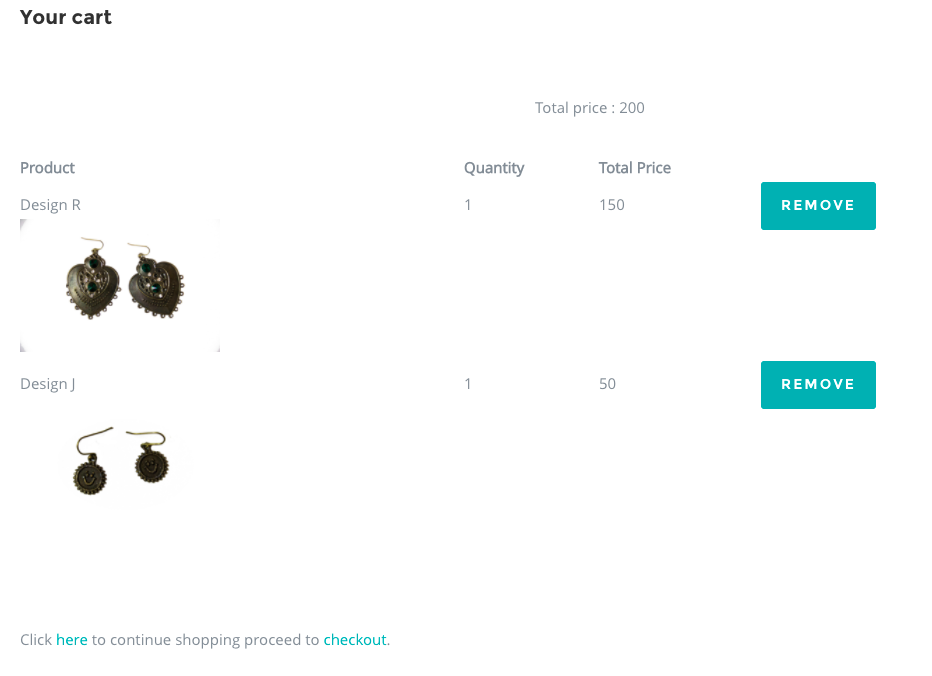 Your cart
Total price : 200
Product Quantity Total Price
Design R 1 150 REMOVE
Design J 1 50 REMOVE
Click here to continue shopping proceed to checkout.